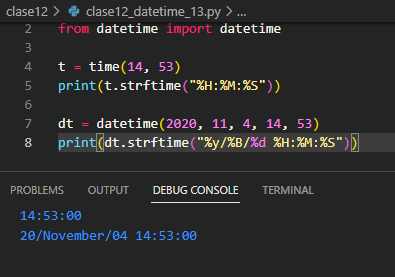 clase12 > clase12_datetime_13.py > ...
2 from datetime import datetime
3
4 t = time(14, 53)
5 print(t.strftime("%H:%M:%S"))
6
7 dt = datetime(2020, 11, 4, 14, 53)
8 print(dt.strftime("%y/%B/%d %H:%M:%S"))
PROBLEMS OUTPUT DEBUG CONSOLE TERMINAL
14:53:00
20/November/04 14:53:00